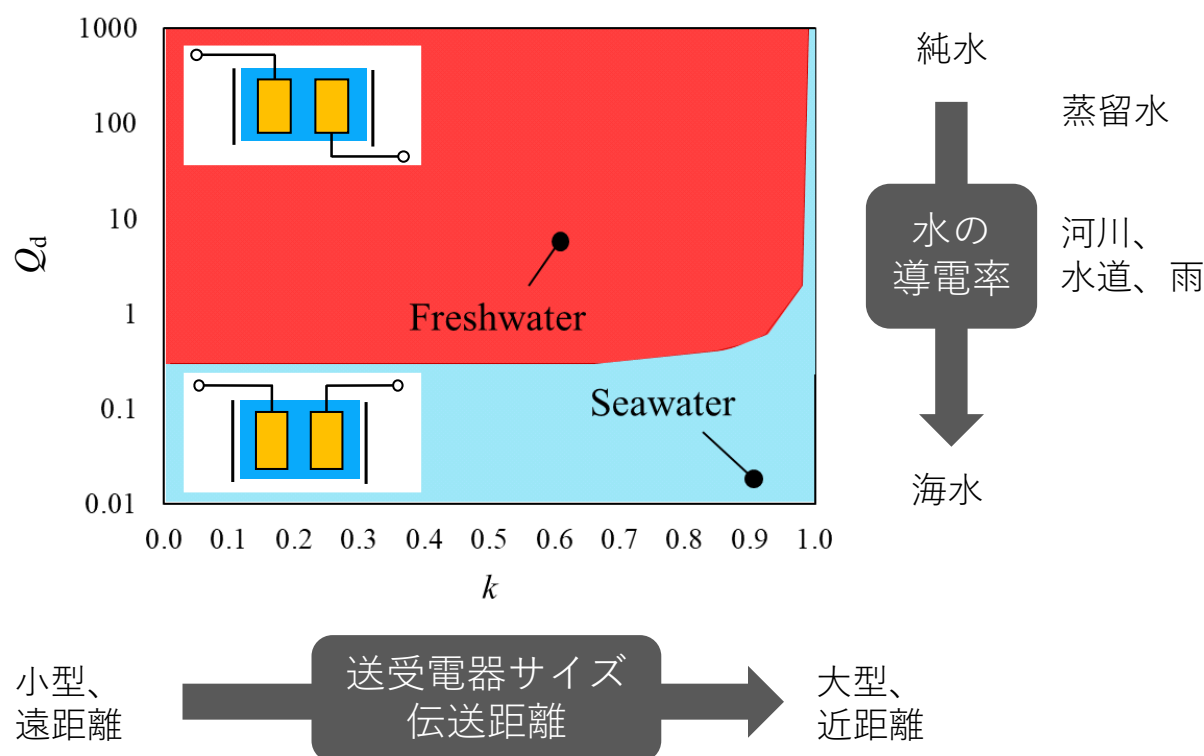 1000
100
10
1
0.1
0.01
Qd
Freshwater
Seawater
0.0 0.1 0.2 0.3 0.4 0.5 0.6 0.7 0.8 0.9 1.0
k
純水
蒸留水
水の
導電率
河川、
水道、雨
海水
小型、
遠距離
送受電器サイズ
伝送距離
大型、
近距離